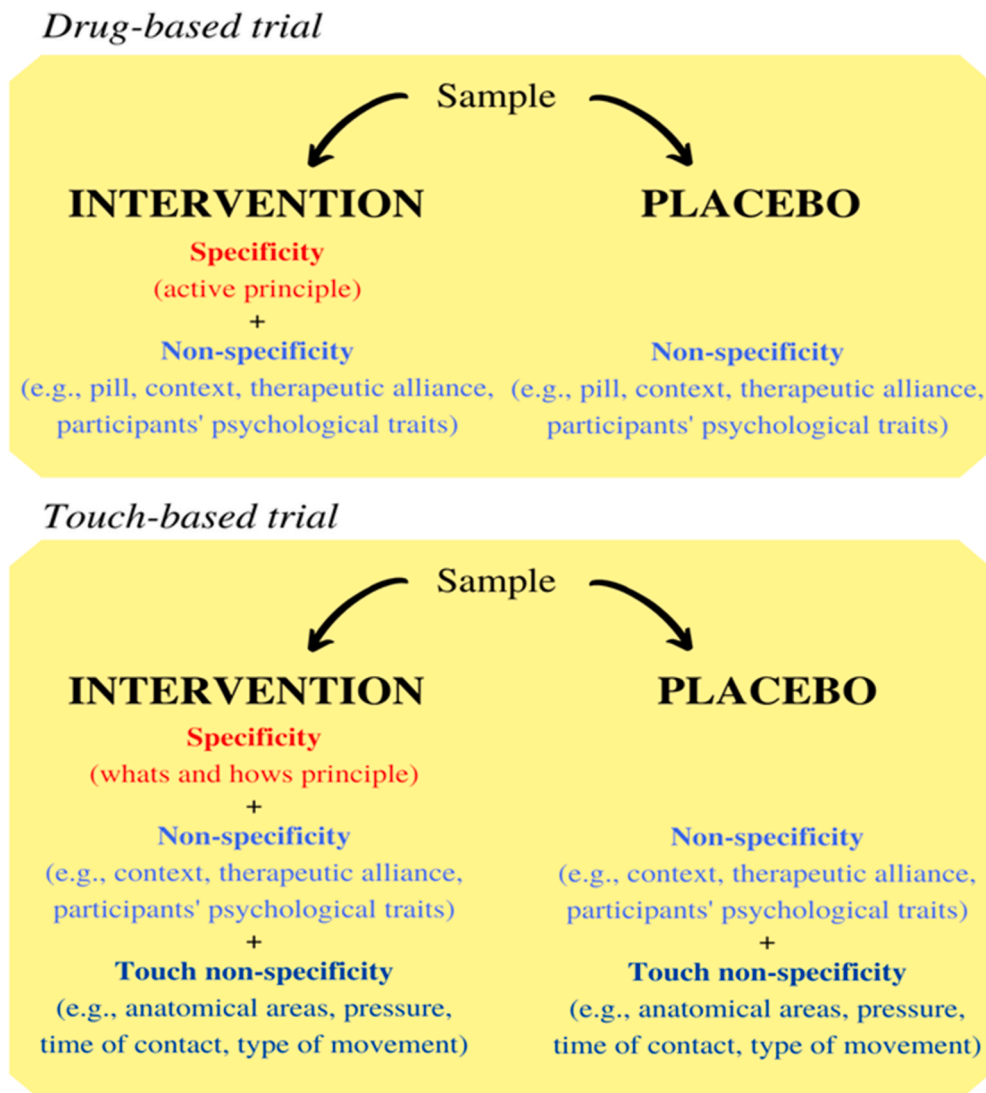 Drug-based trial
Sample
INTERVENTION
PLACEBO
Specificity
(active principle)
+
Non-specificity
(e.g., pill, context, therapeutic alliance,
participants' psychological traits)
Non-specificity
(e.g., pill, context, therapeutic alliance,
participants' psychological traits)
Touch-based trial
Sample
INTERVENTION
PLACEBO
Specificity
(whats and hows principle)
+
Non-specificity
(e.g., context, therapeutic alliance,
participants' psychological traits)
+
Touch non-specificity
(e.g., anatomical areas, pressure,
time of contact, type of movement)
Non-specificity
(e.g., context, therapeutic alliance,
participants' psychological traits)
+
Touch non-specificity
(e.g., anatomical areas, pressure,
time of contact, type of movement)